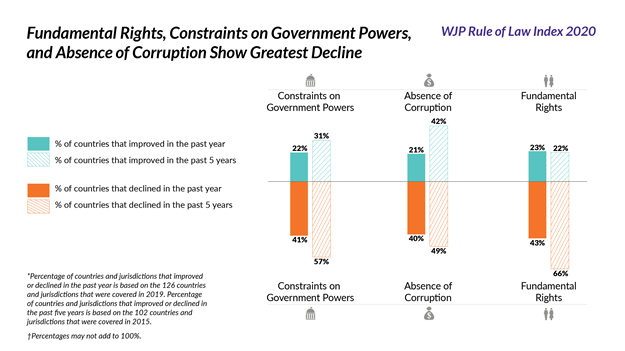 Fundamental Rights, Constraints on Government Powers,
and Absence of Corruption Show Greatest Decline
WJP Rule of Law Index 2020
Constraints on
Government Powers
Absence of
Corruption
Fundamental
Rights
% of countries that improved in the past year
% of countries that improved in the past 5 years
% of countries that declined in the past year
% of countries that declined in the past 5 years
22% 31% 21% 42% 23% 22%
41% 57% 40% 49% 43% 66%
Constraints on
Government Powers
Absence of
Corruption
Fundamental
Rights
*Percentage of countries and jurisdictions that improved
or declined in the past year is based on the 126 countries
and jurisdictions that were covered in 2019. Percentage
of countries and jurisdictions that improved or declined in
the past five years is based on the 102 countries and
jurisdictions that were covered in 2015.
†Percentages may not add to 100%.